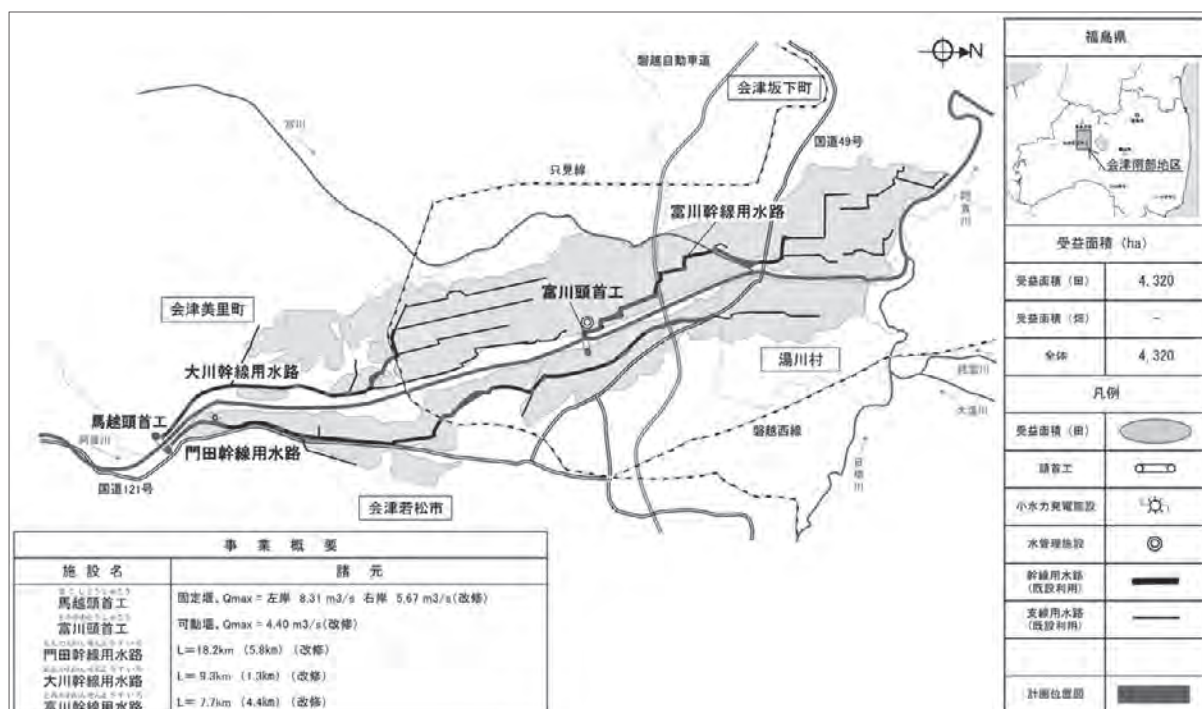 磐越自動車道
会津坂下町
N
宮川
国道49号
只見線
富川幹線用水路
富川頭首工
会津美里町
大川幹線用水路
湯川村
馬越頭首工
磐越西線
門田幹線用水路
国道121号
会津若松市
事業概要
施設名 諸元
馬越頭首工 固定堰、Qmax = 左岸 8.31 m3/s 右岸 5.67 m3/s(改修)
富川頭首工 可動堰、Qmax = 4.40 m3/s(改修)
門田幹線用水路 L=18.2km (5.8km) (改修)
大川幹線用水路 L= 9.3km (1.3km) (改修)
富川幹線用水路 L= 7.7km (4.4km) (改修)
福島県
会津南部地区
受益面積 (ha)
受益面積 (田) 4,320
受益面積 (畑) −
全体 4,320
凡例
受益面積 (田)
頭首工
小水力発電施設
水管理施設
幹線用水路
(既設利用)
支線用水路
(既設利用)
計画位置図